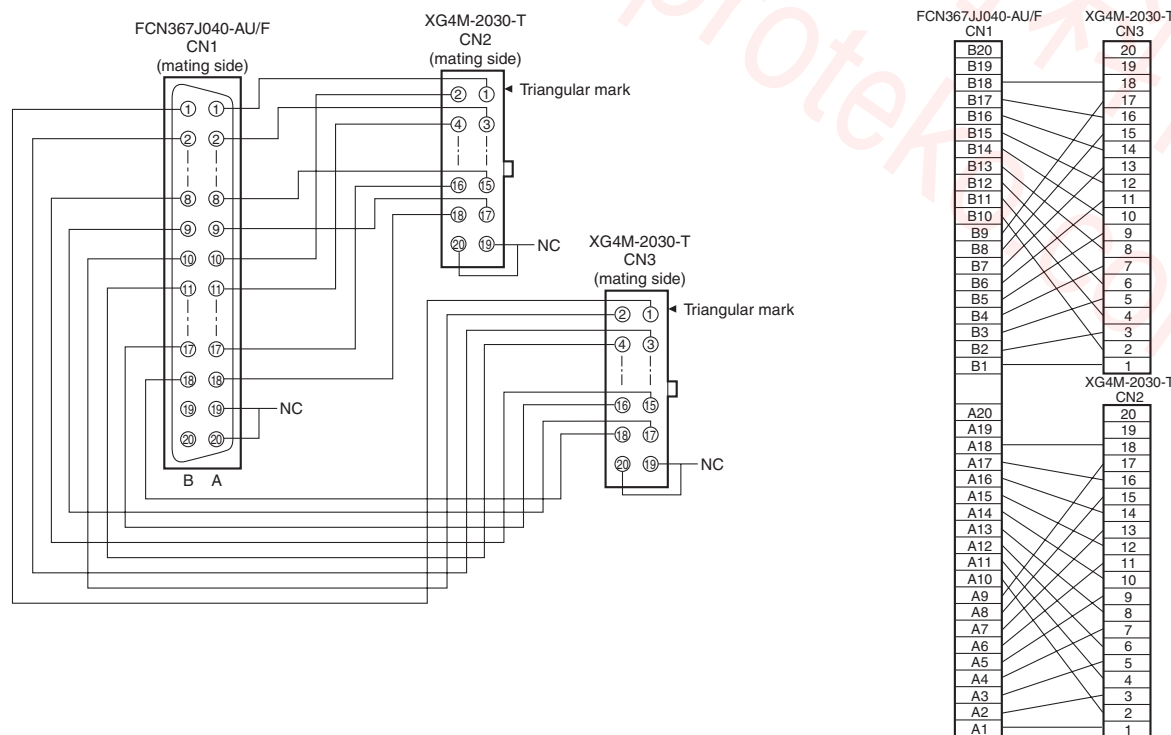 FCN367JJ040-AU/F
CN1
(mating side)
① ①
② ②
⑧ ⑧
⑨ ⑨
⑩ ⑩
⑪ ⑪
⑰ ⑰
⑱ ⑱
⑲ ⑲
NC
⑳ ⑳
B A
XG4M-2030-T
CN2
(mating side)
Triangular mark
② ①
④ ③
⑯ ⑮
⑱ ⑰
⑳ ⑲
NC
XG4M-2030-T
CN3
(mating side)
Triangular mark
② ①
④ ③
⑯ ⑮
⑱ ⑰
⑳ ⑲
NC
FCN367JJ040-AU/F
CN1
XG4M-2030-T
CN3
B20 20
B19 19
B18 18
B17 17
B16 16
B15 15
B14 14
B13 13
B12 12
B11 11
B10 10
B9 9
B8 8
B7 7
B6 6
B5 5
B4 4
B3 3
B2 2
B1 1
XG4M-2030-T
CN2
A20 20
A19 19
A18 18
A17 17
A16 16
A15 15
A14 14
A13 13
A12 12
A11 11
A10 10
A9 9
A8 8
A7 7
A6 6
A5 5
A4 4
A3 3
A2 2
A1 1
proteko.com